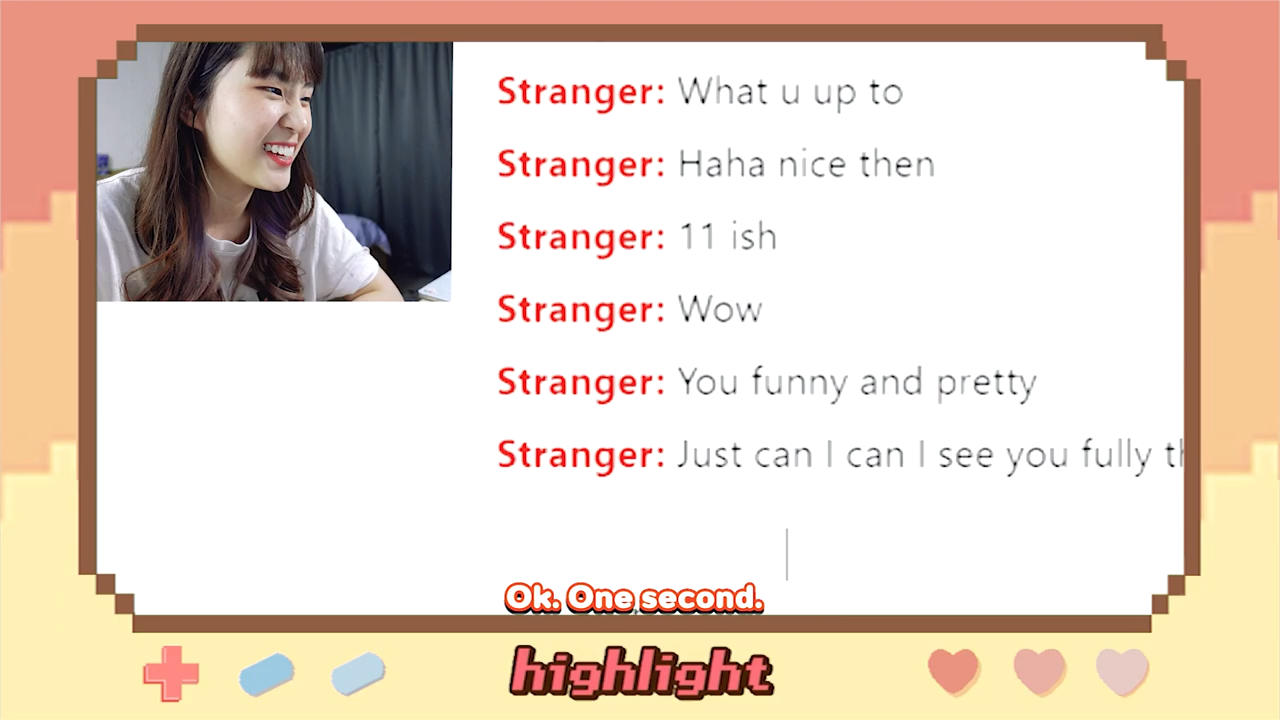 Stranger: What u up to
Stranger: Haha nice then
Stranger: 11 ish
Stranger: Wow
Stranger: You funny and pretty
Stranger: Just can I can I see you fully
Ok. One second.
highlight